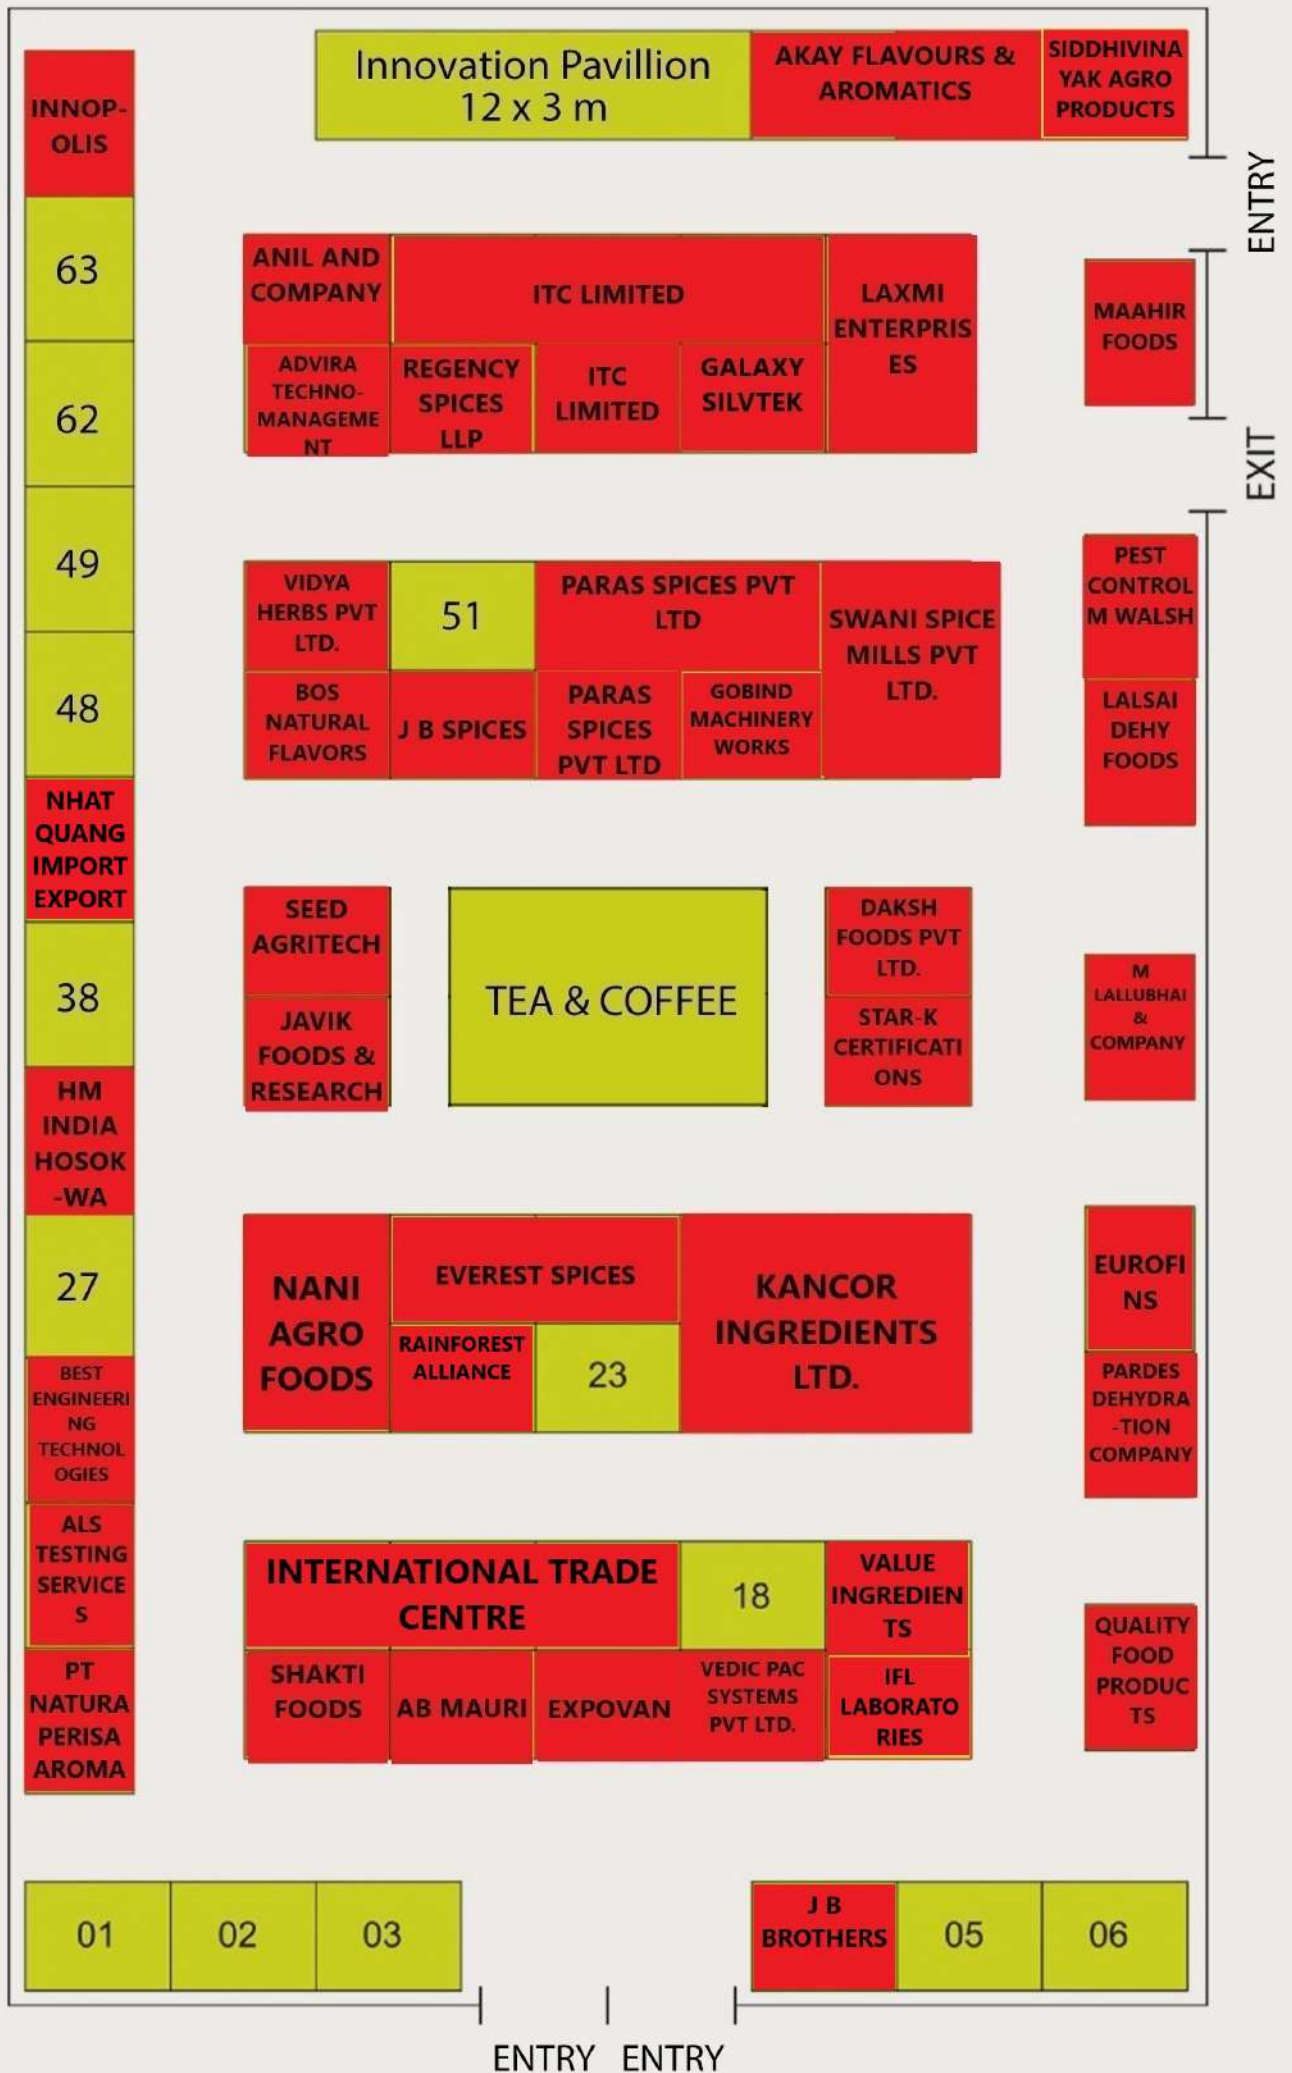 Innovation Pavillion
12 x 3 m
AKAY FLAVOURS &
AROMATICS
SIDDHIVINA
YAK AGRO
PRODUCTS
INNOP-
OLIS
63
62
49
48
NHAT
QUANG
IMPORT
EXPORT
38
HM
INDIA
HOSOK
-WA
27
BEST
ENGINEERI
NG
TECHNOL
OGIES
ALS
TESTING
SERVICE
S
PT
NATURA
PERISA
AROMA
ENTRY
EXIT
ANIL AND
COMPANY
ITC LIMITED
LAXMI
ENTERPRIS
ES
ADVIRA
TECHNO-
MANAGEME
NT
REGENCY
SPICES
LLP
ITC
LIMITED
GALAXY
SILVTEK
MAAHIR
FOODS
VIDYA
HERBS PVT
LTD.
51
PARAS SPICES PVT
LTD
SWANI SPICE
MILLS PVT
LTD.
BOS
NATURAL
FLAVORS
J B SPICES
PARAS
SPICES
PVT LTD
GOBIND
MACHINERY
WORKS
PEST
CONTROL
M WALSH
LALSAI
DEHY
FOODS
SEED
AGRITECH
JAVIK
FOODS &
RESEARCH
TEA & COFFEE
DAKSH
FOODS PVT
LTD.
STAR-K
CERTIFICATI
ONS
M
LALLUBHAI
&
COMPANY
NANI
AGRO
FOODS
EVEREST SPICES
RAINFOREST
ALLIANCE
23
KANCOR
INGREDIENTS
LTD.
EUROFI
NS
PARDES
DEHYDRA
-TION
COMPANY
INTERNATIONAL TRADE
CENTRE
18
VALUE
INGREDIEN
TS
SHAKTI
FOODS
AB MAURI
EXPOVAN
VEDIC PAC
SYSTEMS
PVT LTD.
IFL
LABORATO
RIES
QUALITY
FOOD
PRODUC
TS
01
02
03
J B
BROTHERS
05
06
ENTRY ENTRY